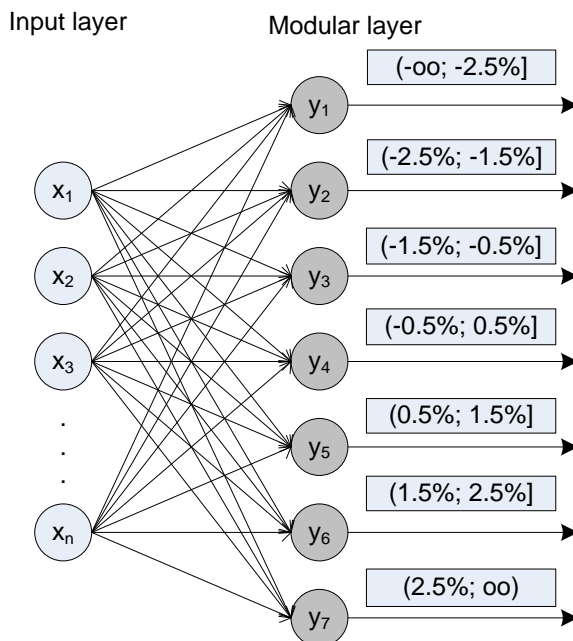 Input layer
Modular layer
(-oo; -2.5%]
y1
(-2.5%; -1.5%]
x1
y2
(-1.5%; -0.5%]
x2
y3
(-0.5%; 0.5%]
x3
y4
(0.5%; 1.5%]
.
y5
.
(1.5%; 2.5%]
.
xn
y6
(2.5%; oo)
y7